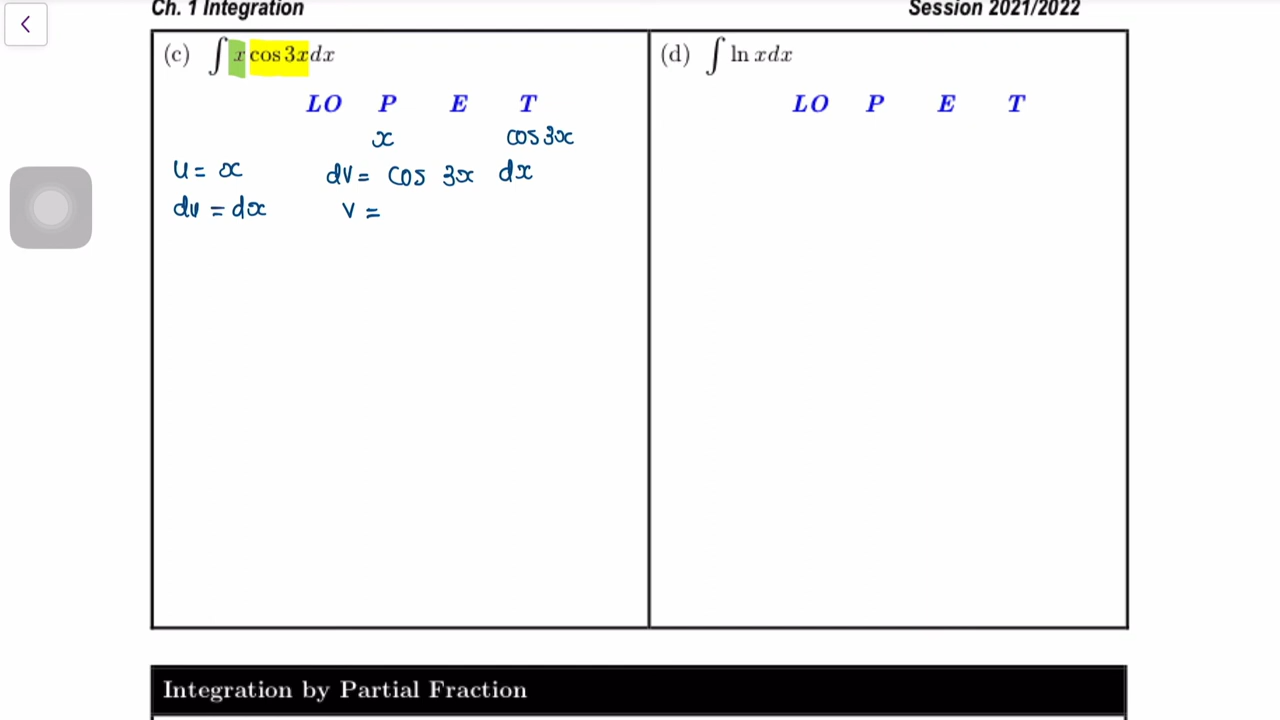 Ch. 1 Integration
Session 2021/2022
(c) ∫ x cos 3x dx
LO P E T
x cos 3x
u = x dv = cos 3x dx
du = dx v =
(d) ∫ ln x dx
LO P E T
Integration by Partial Fraction